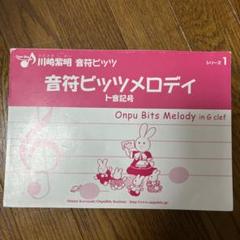 川崎紫明 音符ビッツ
シリーズ 1
音符ビッツメロディ
ト音記号
Onpu Bits Melody in G clef